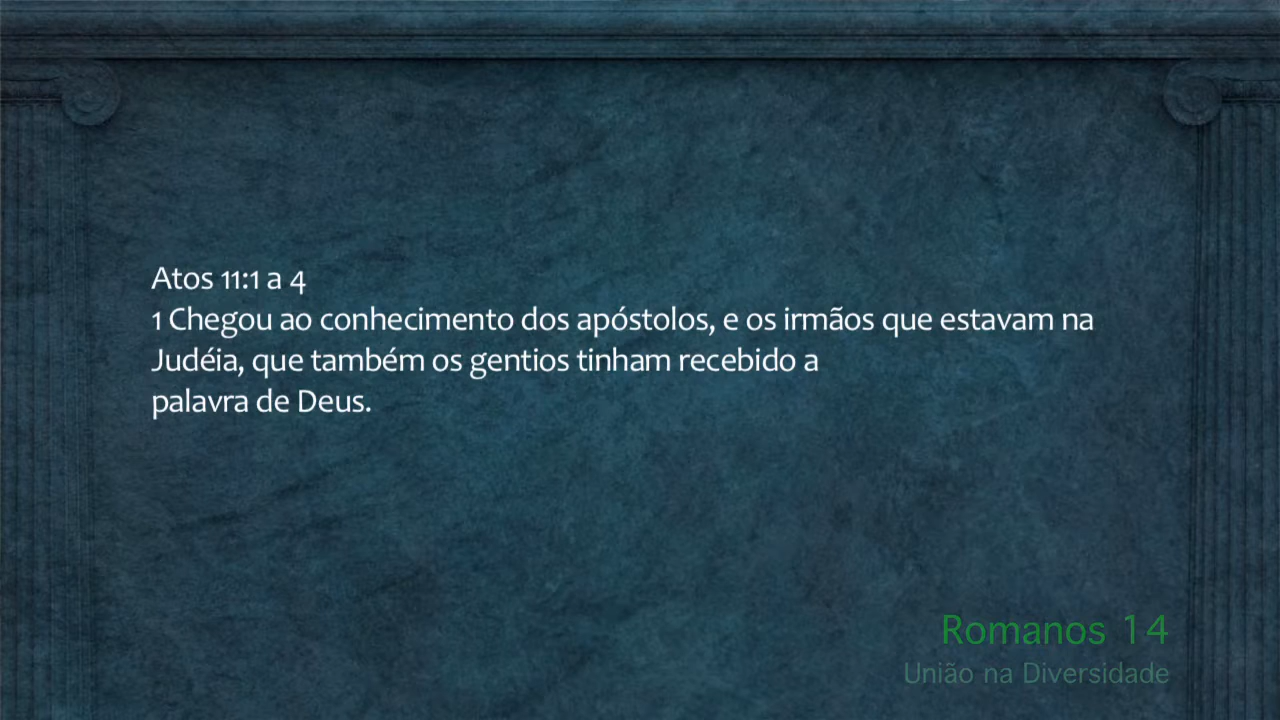 Atos 11:1 a 4
1 Chegou ao conhecimento dos apóstolos, e os irmãos que estavam na
Judéia, que também os gentios tinham recebido a
palavra de Deus.
Romanos 14
União na Diversidade